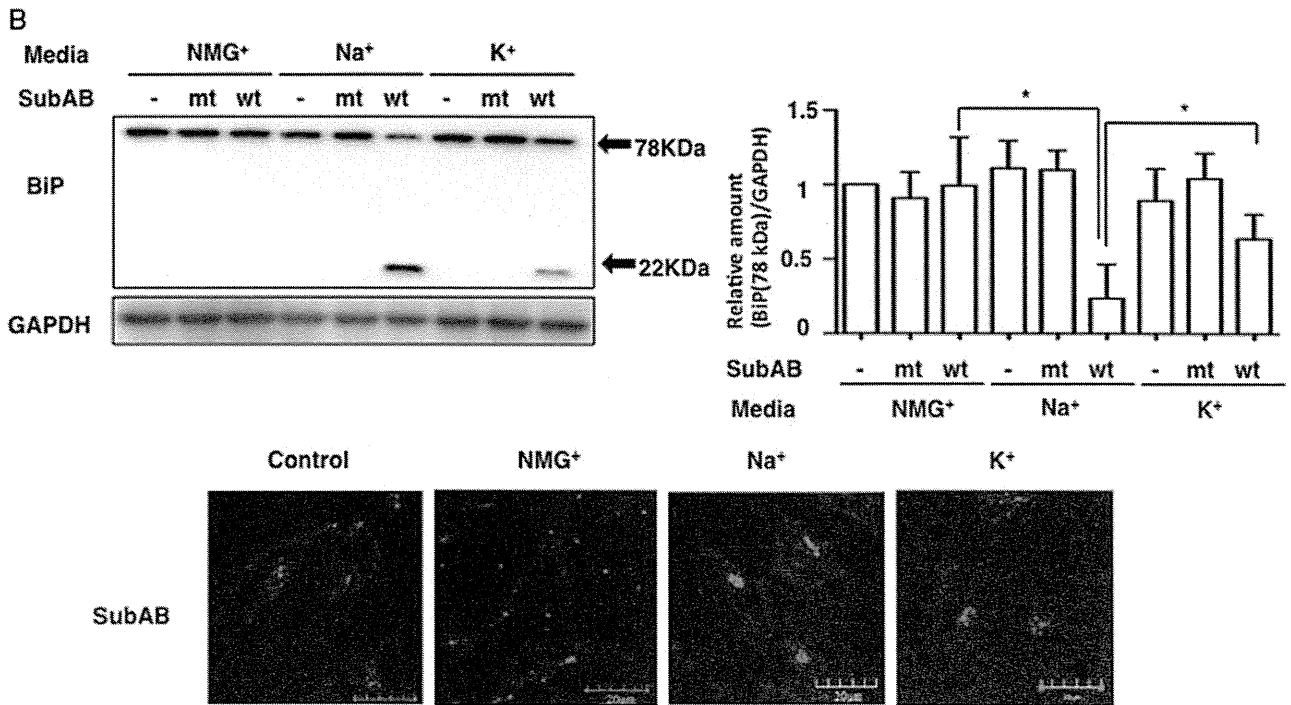 B
Media NMG⁺ Na⁺ K⁺
SubAB - mt wt - mt wt - mt wt
BiP
78KDa
22KDa
GAPDH
Relative amount
(BiP(78 kDa)/GAPDH)
1.5
1
0.5
0
* *
SubAB - mt wt - mt wt - mt wt
Media NMG⁺ Na⁺ K⁺
Control NMG⁺ Na⁺ K⁺
SubAB
20µm 20µm